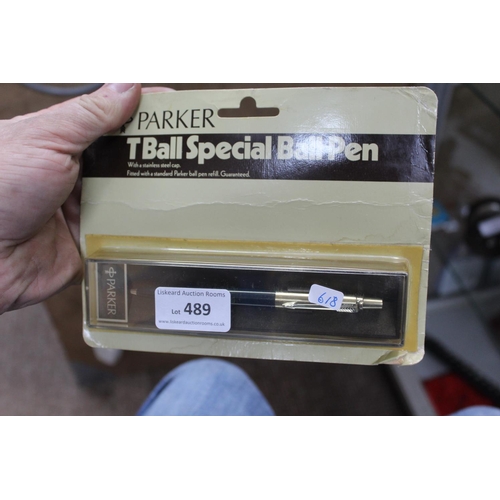 PARKER
T Ball Special Ball Pen
With a stainless steel cap.
Fitted with a standard Parker ball pen refill. Guaranteed.
PARKER
Liskeard Auction Rooms
Lot 489
www.liskeardauctionrooms.co.uk
618